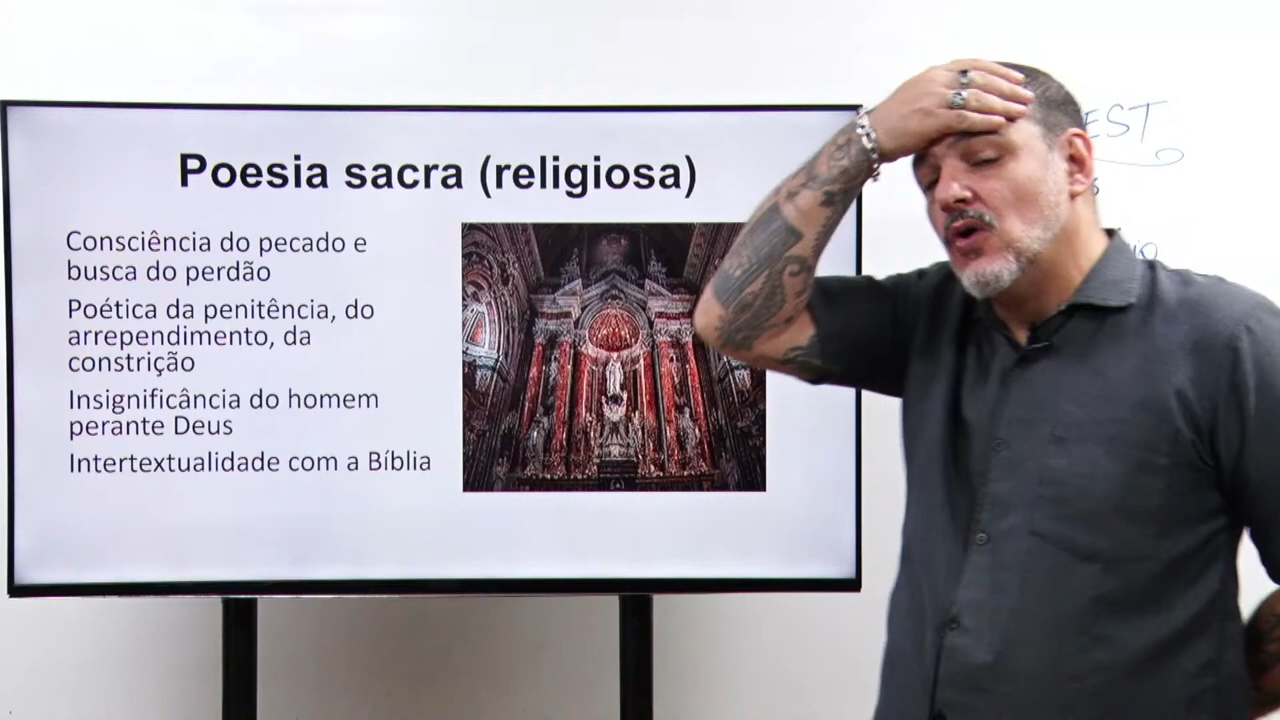 Poesia sacra (religiosa)
Consciência do pecado e
busca do perdão
Poética da penitência, do
arrependimento, da
constrição
Insignificância do homem
perante Deus
Intertextualidade com a Bíblia
EST